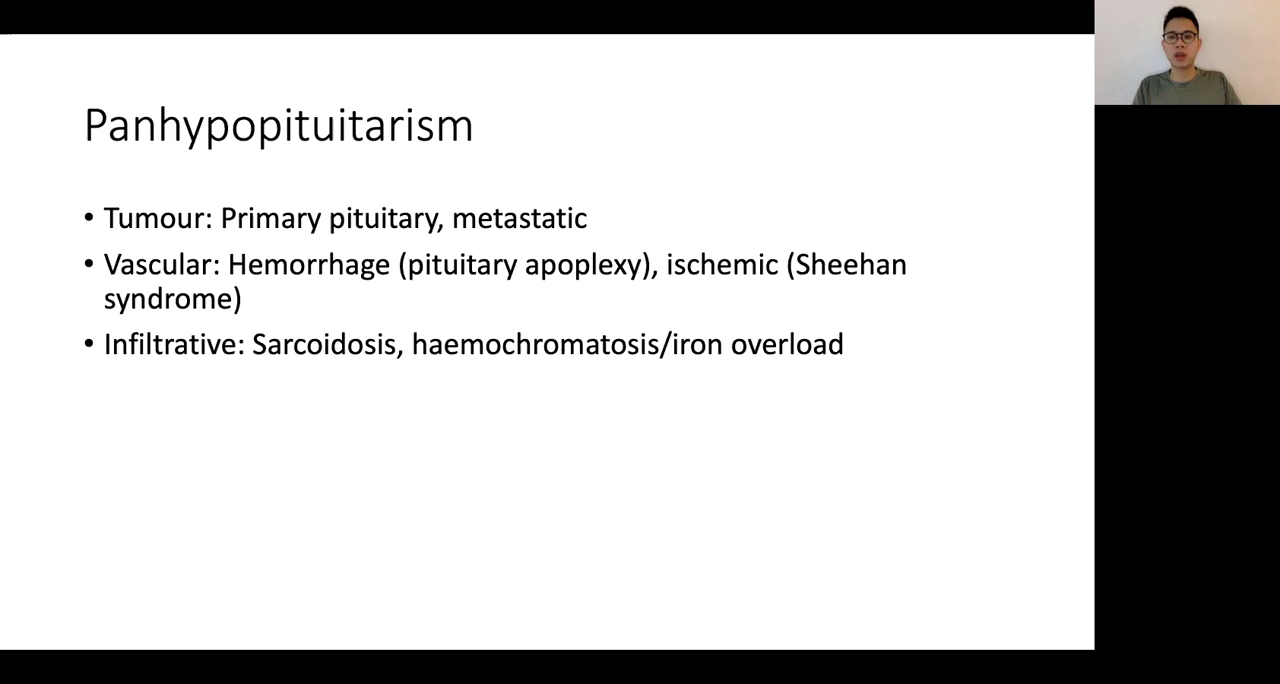 Panhypopituitarism
• Tumour: Primary pituitary, metastatic
• Vascular: Hemorrhage (pituitary apoplexy), ischemic (Sheehan
syndrome)
• Infiltrative: Sarcoidosis, haemochromatosis/iron overload